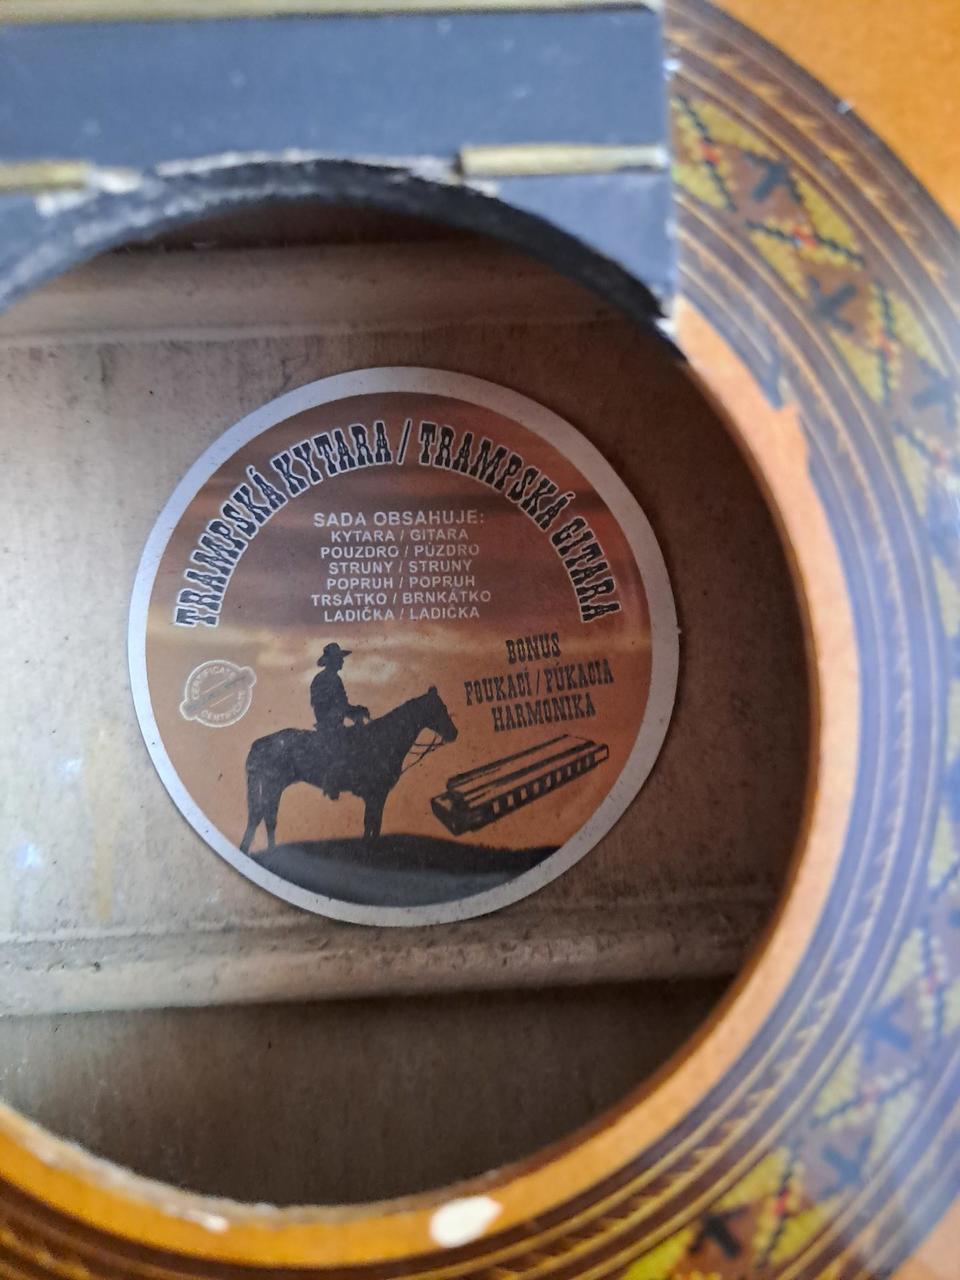 TRAMPSKÁ KYTARA / TRAMPSKÁ GITARA
SADA OBSAHUJE:
KYTARA / GITARA
POUZDRO / PÚZDRO
STRUNY / STRUNY
POPRUH / POPRUH
TRSÁTKO / BRNKÁTKO
LADIČKA / LADIČKA
BONUS
FOUKACÍ / FÚKACIA
HARMONIKA
CERTIFICATE